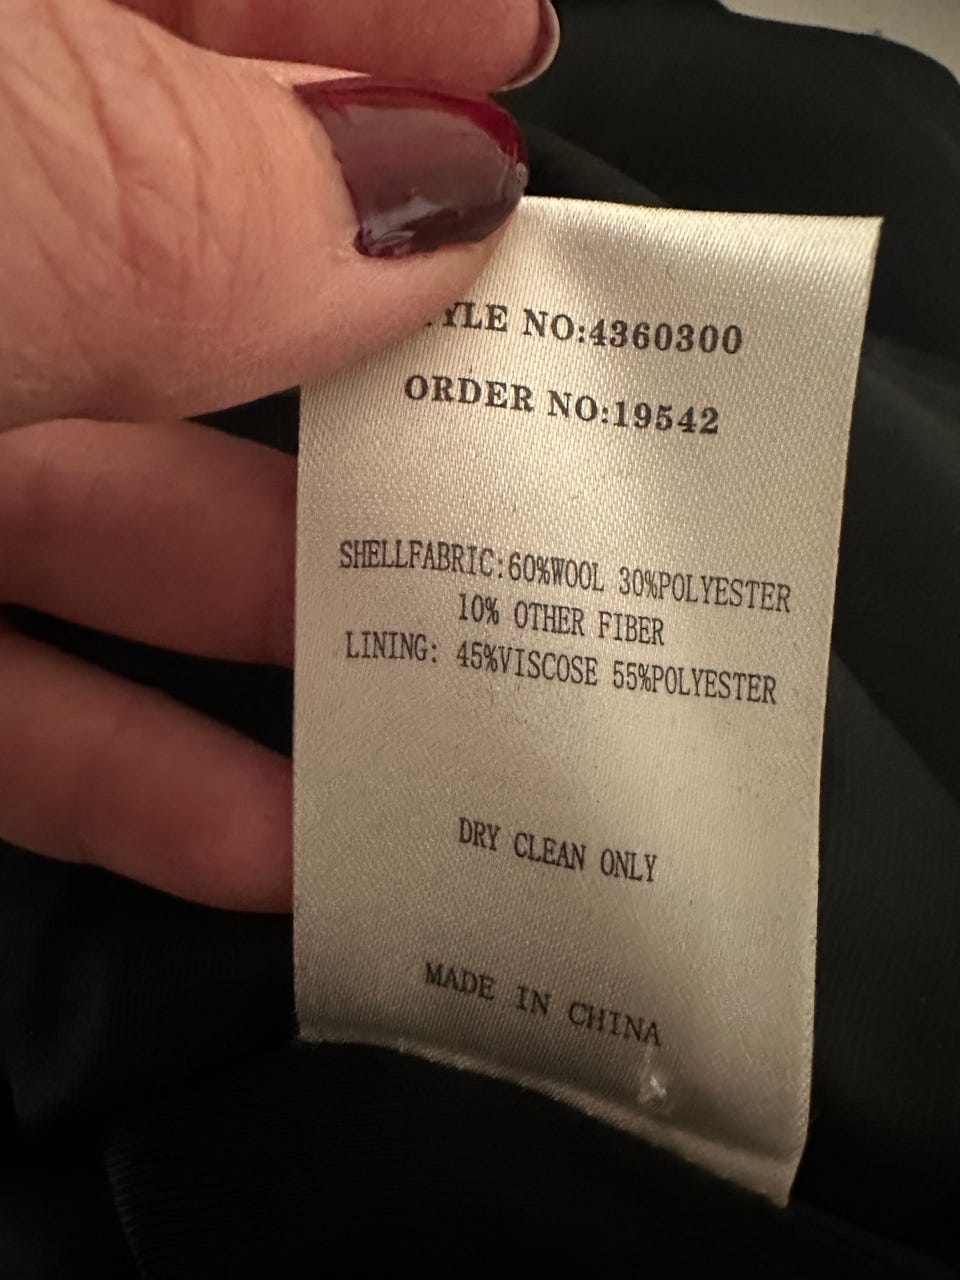 NO:4360300
ORDER NO:19542
SHELLFABRIC:60%WOOL 30%POLYESTER
10% OTHER FIBER
LINING: 45%VISCOSE 55%POLYESTER
DRY CLEAN ONLY
MADE IN CHINA